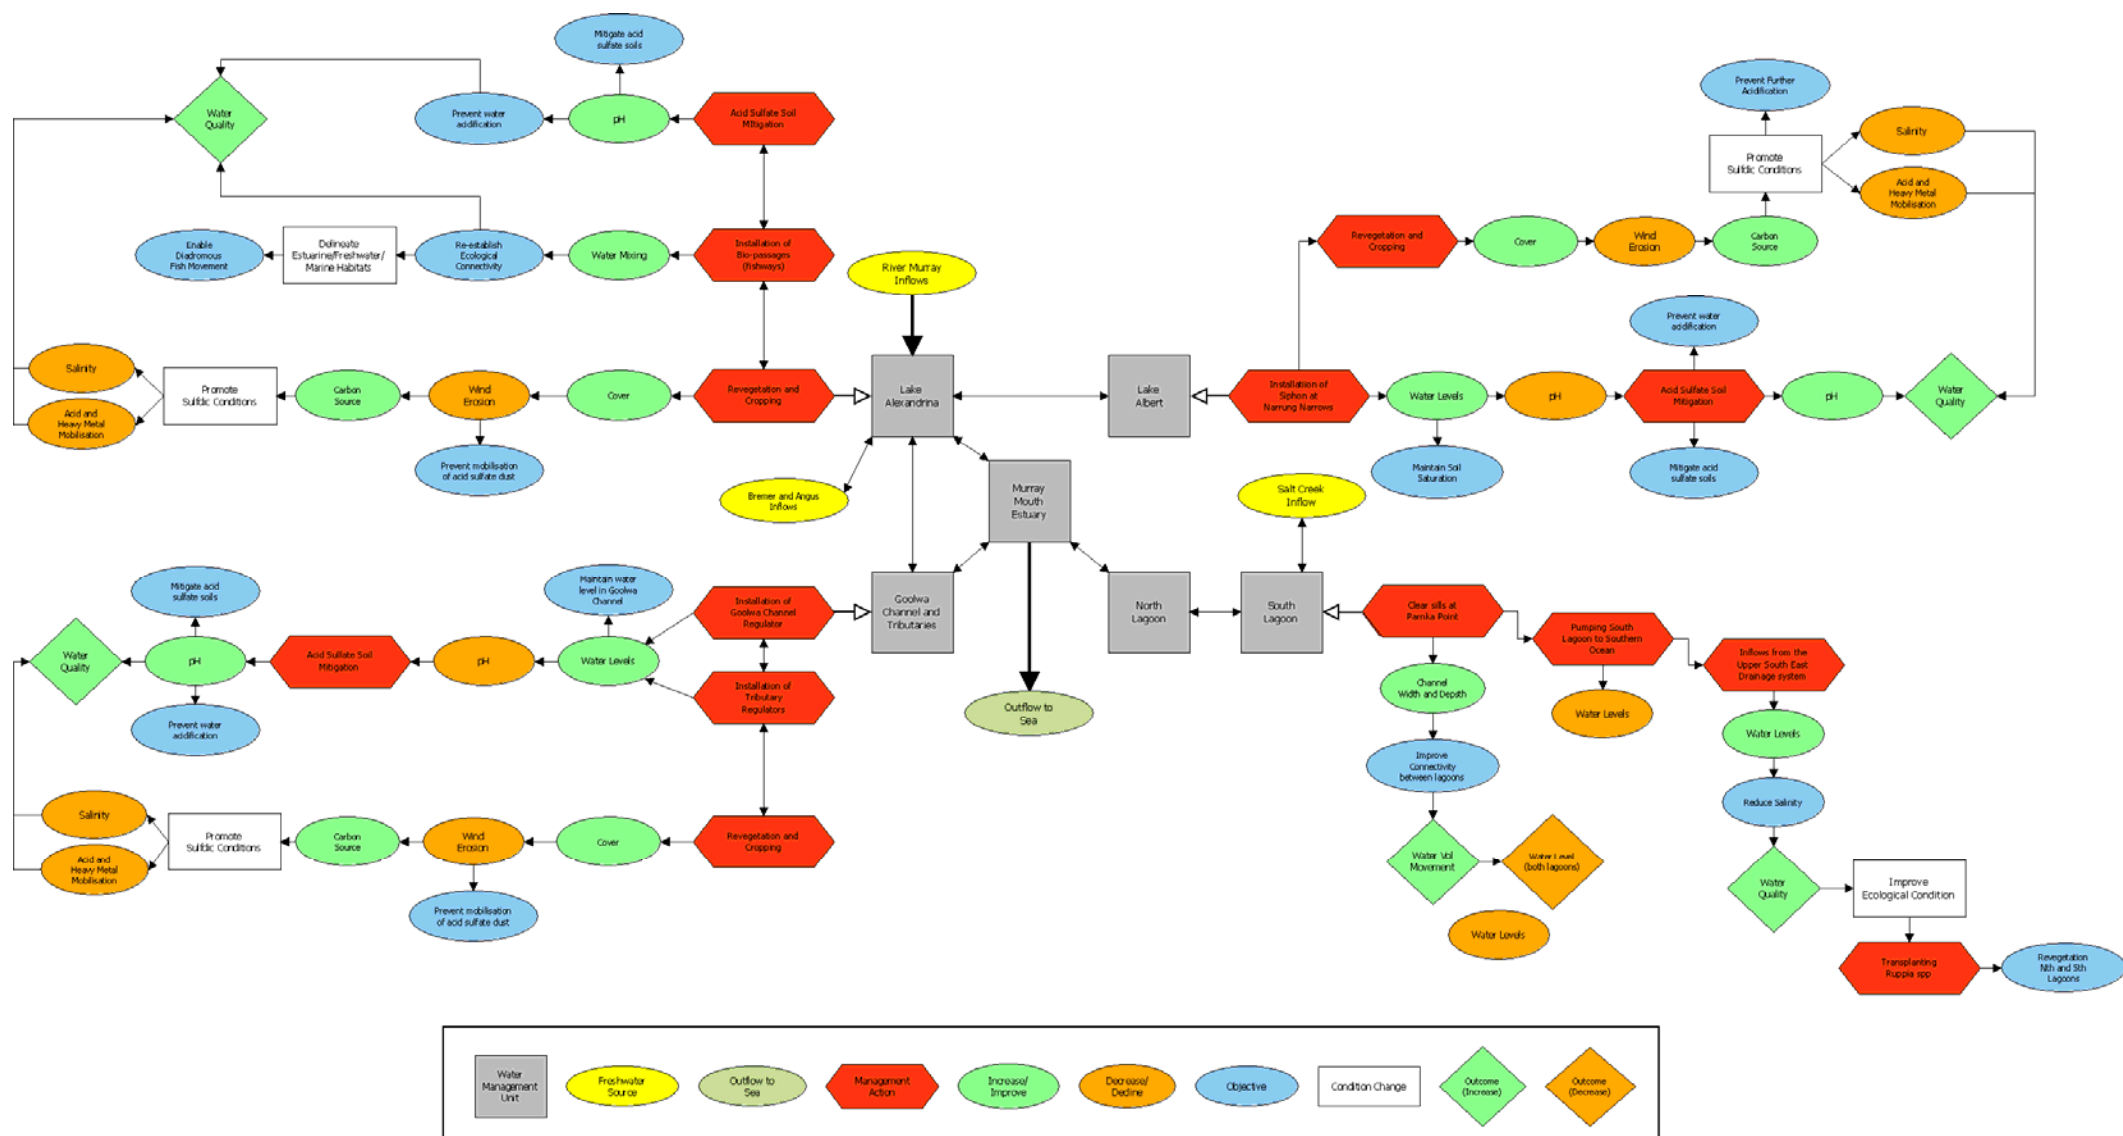 Mitigate acid
sulfate soils
Water
Quality
Prevent water
acidification
pH
Acid Sulfate Soil
MItigation
Enable
Diadromous
Fish Movement
Delineate
Estuarine/Freshwater/
Marine Habitats
Re-establish
Ecological
Connectivity
Water Mixing
Installation of
Bio-passages
(fishways)
Salinity
Acid and
Heavy Metal
Mobilisation
Promote
Sulfdic Conditions
Carbon
Source
Wind
Erosion
Cover
Revegetation and
Cropping
Prevent mobilisation
of acid sulfate dust
River Murray
Inflows
Lake
Alexandrina
Bremer and Angus
Inflows
Lake
Albert
Murray
Mouth
Estuary
Prevent Further
Acidification
Promote
Sulfdic Conditions
Salinity
Acid and
Heavy Metal
Mobilisation
Revegetation and
Cropping
Cover
Wind
Erosion
Carbon
Source
Prevent water
acidification
Installatiion of
Siphon at
Narrung Narrows
Water Levels
pH
Acid Sulfate Soil
Mitigation
pH
Water
Quality
Maintain Soil
Saturation
Mitigate acid
sulfate soils
Salt Creek
Inflow
Mitigate acid
sulfate soils
Maintain water
level in Goolwa
Channel
Installation of
Goolwa Channel
Regulator
Goolwa
Channel and
Tributaries
North
Lagoon
South
Lagoon
Water
Quality
pH
Acid Sulfate Soil
Mitigation
pH
Water Levels
Installation of
Tributary
Regulators
Prevent water
acidification
Outflow to
Sea
Salinity
Acid and
Heavy Metal
Mobilisation
Promote
Sulfdic Conditions
Carbon
Source
Wind
Erosion
Cover
Revegetation and
Cropping
Prevent mobilisation
of acid sulfate dust
Clear sills at
Parnka Point
Pumping South
Lagoon to Southern
Ocean
Inflows from the
Upper South East
Drainage system
Channel
Width and Depsth
Water Levels
Water Levels
Improve
Connectivity
between lagoons
Reduce Salinity
Water Vol
Movement
Water Level
(both lagoons)
Water
Quality
Improve
Ecological Condition
Water Levels
Transplanting
Ruppia spp
Revegetation
Nth and Sth
Lagoons
Water
Management
Unit
Freshwater
Source
Outflow to
Sea
Management
Action
Increase/
Improve
Decrease/
Decline
Objective
Condition Change
Outcome
(Increase)
Outcome
(Decrease)